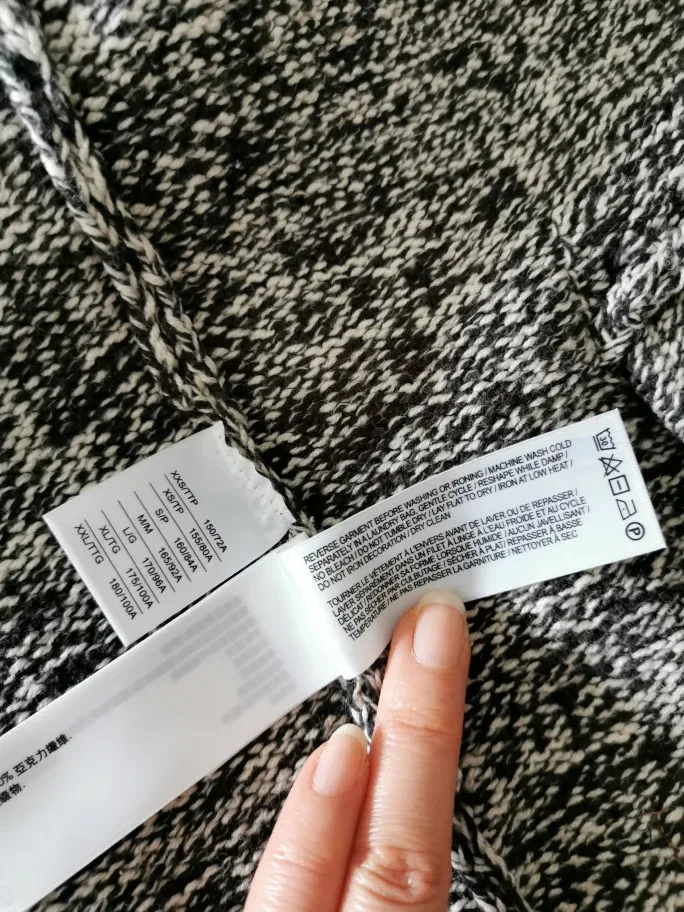 XXS/TTP 150/72A
XS/TP 155/80A
S/P 160/84A
M/M 165/92A
L/G 170/96A
XL/TG 175/100A
XXL/TTG 180/100A
REVERSE GARMENT BEFORE WASHING OR IRONING / MACHINE WASH COLD
SEPARATELY IN A LAUNDRY BAG, GENTLE CYCLE / RESHAPE WHILE DAMP /
NO BLEACH / DO NOT TUMBLE DRY / LAY FLAT TO DRY / IRON AT LOW HEAT /
DO NOT IRON DECORATION / DRY CLEAN
TOURNER LE VÊTEMENT À L'ENVERS AVANT DE LAVER OU DE REPASSER /
LAVER SÉPARÉMENT DANS UN FILET À LINGE À L'EAU FROIDE ET AU CYCLE
DÉLICAT / REDONNER SA FORME LORSQUE HUMIDE / AUCUN JAVELLISANT /
NE PAS SÉCHER PAR CULBUTAGE / SÉCHER À PLAT / REPASSER À BASSE
TEMPÉRATURE / NE PAS REPASSER LA GARNITURE / NETTOYER À SEC
30
P
0% 亞克力纖維.
綴物.